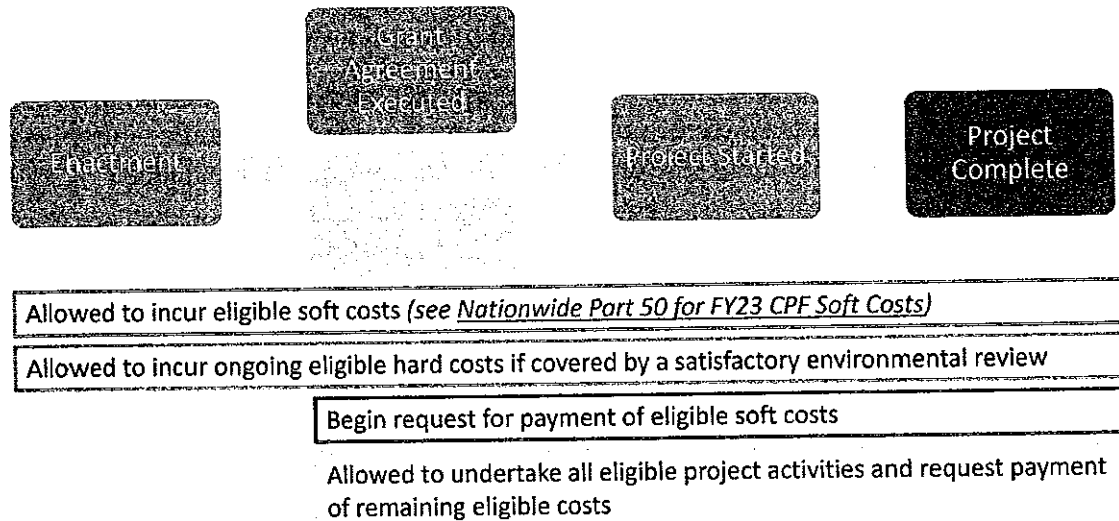 Grant
Agreement
Executed
Enactment
Project Started
Project
Complete
Allowed to incur eligible soft costs (see Nationwide Part 50 for FY23 CPF Soft Costs)
Allowed to incur ongoing eligible hard costs if covered by a satisfactory environmental review
Begin request for payment of eligible soft costs
Allowed to undertake all eligible project activities and request payment
of remaining eligible costs